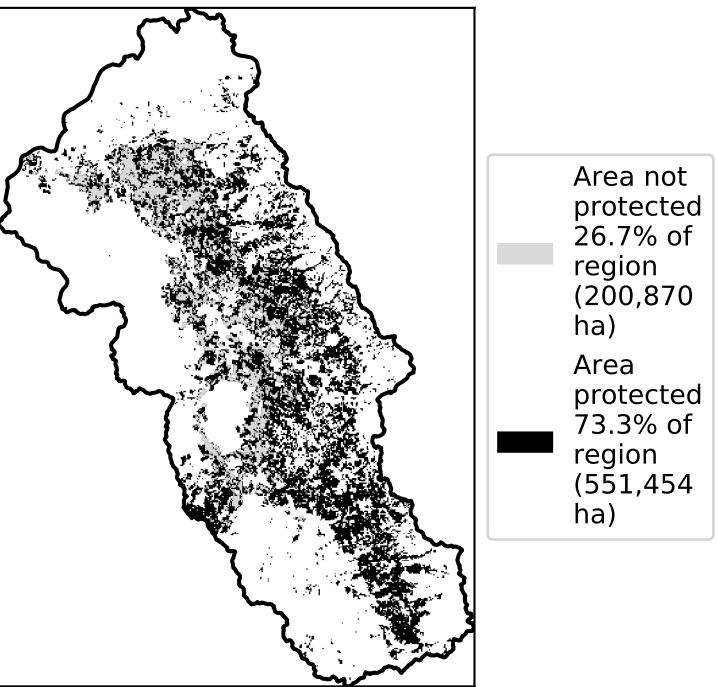 Area not
protected
26.7% of
region
(200,870
ha)
Area
protected
73.3% of
region
(551,454
ha)